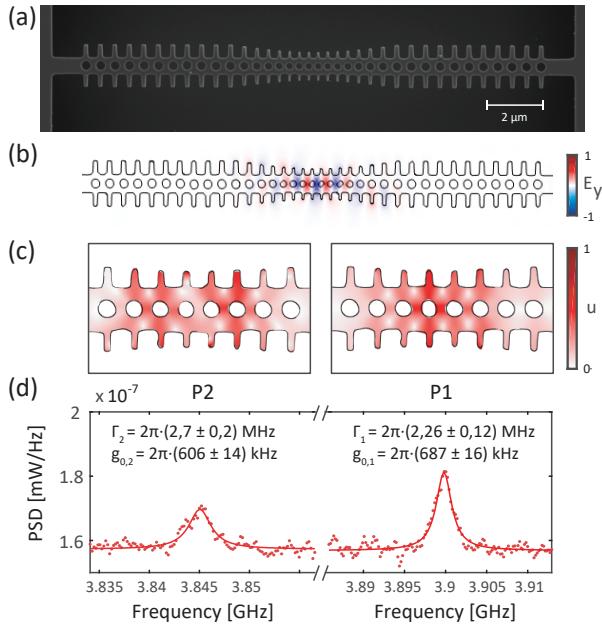 (a)
2 μm
(b)
1
E_y
-1
(c)
1
u
0
(d)
x 10⁻⁷
P2
P1
2
1.8
1.6
PSD [mW/Hz]
Γ₂ = 2π·(2,7 ± 0,2) MHz
g₀,₂ = 2π·(606 ± 14) kHz
Γ₁ = 2π·(2,26 ± 0,12) MHz
g₀,₁ = 2π·(687 ± 16) kHz
3.835 3.84 3.845 3.85
3.89 3.895 3.9 3.905 3.91
Frequency [GHz]
Frequency [GHz]